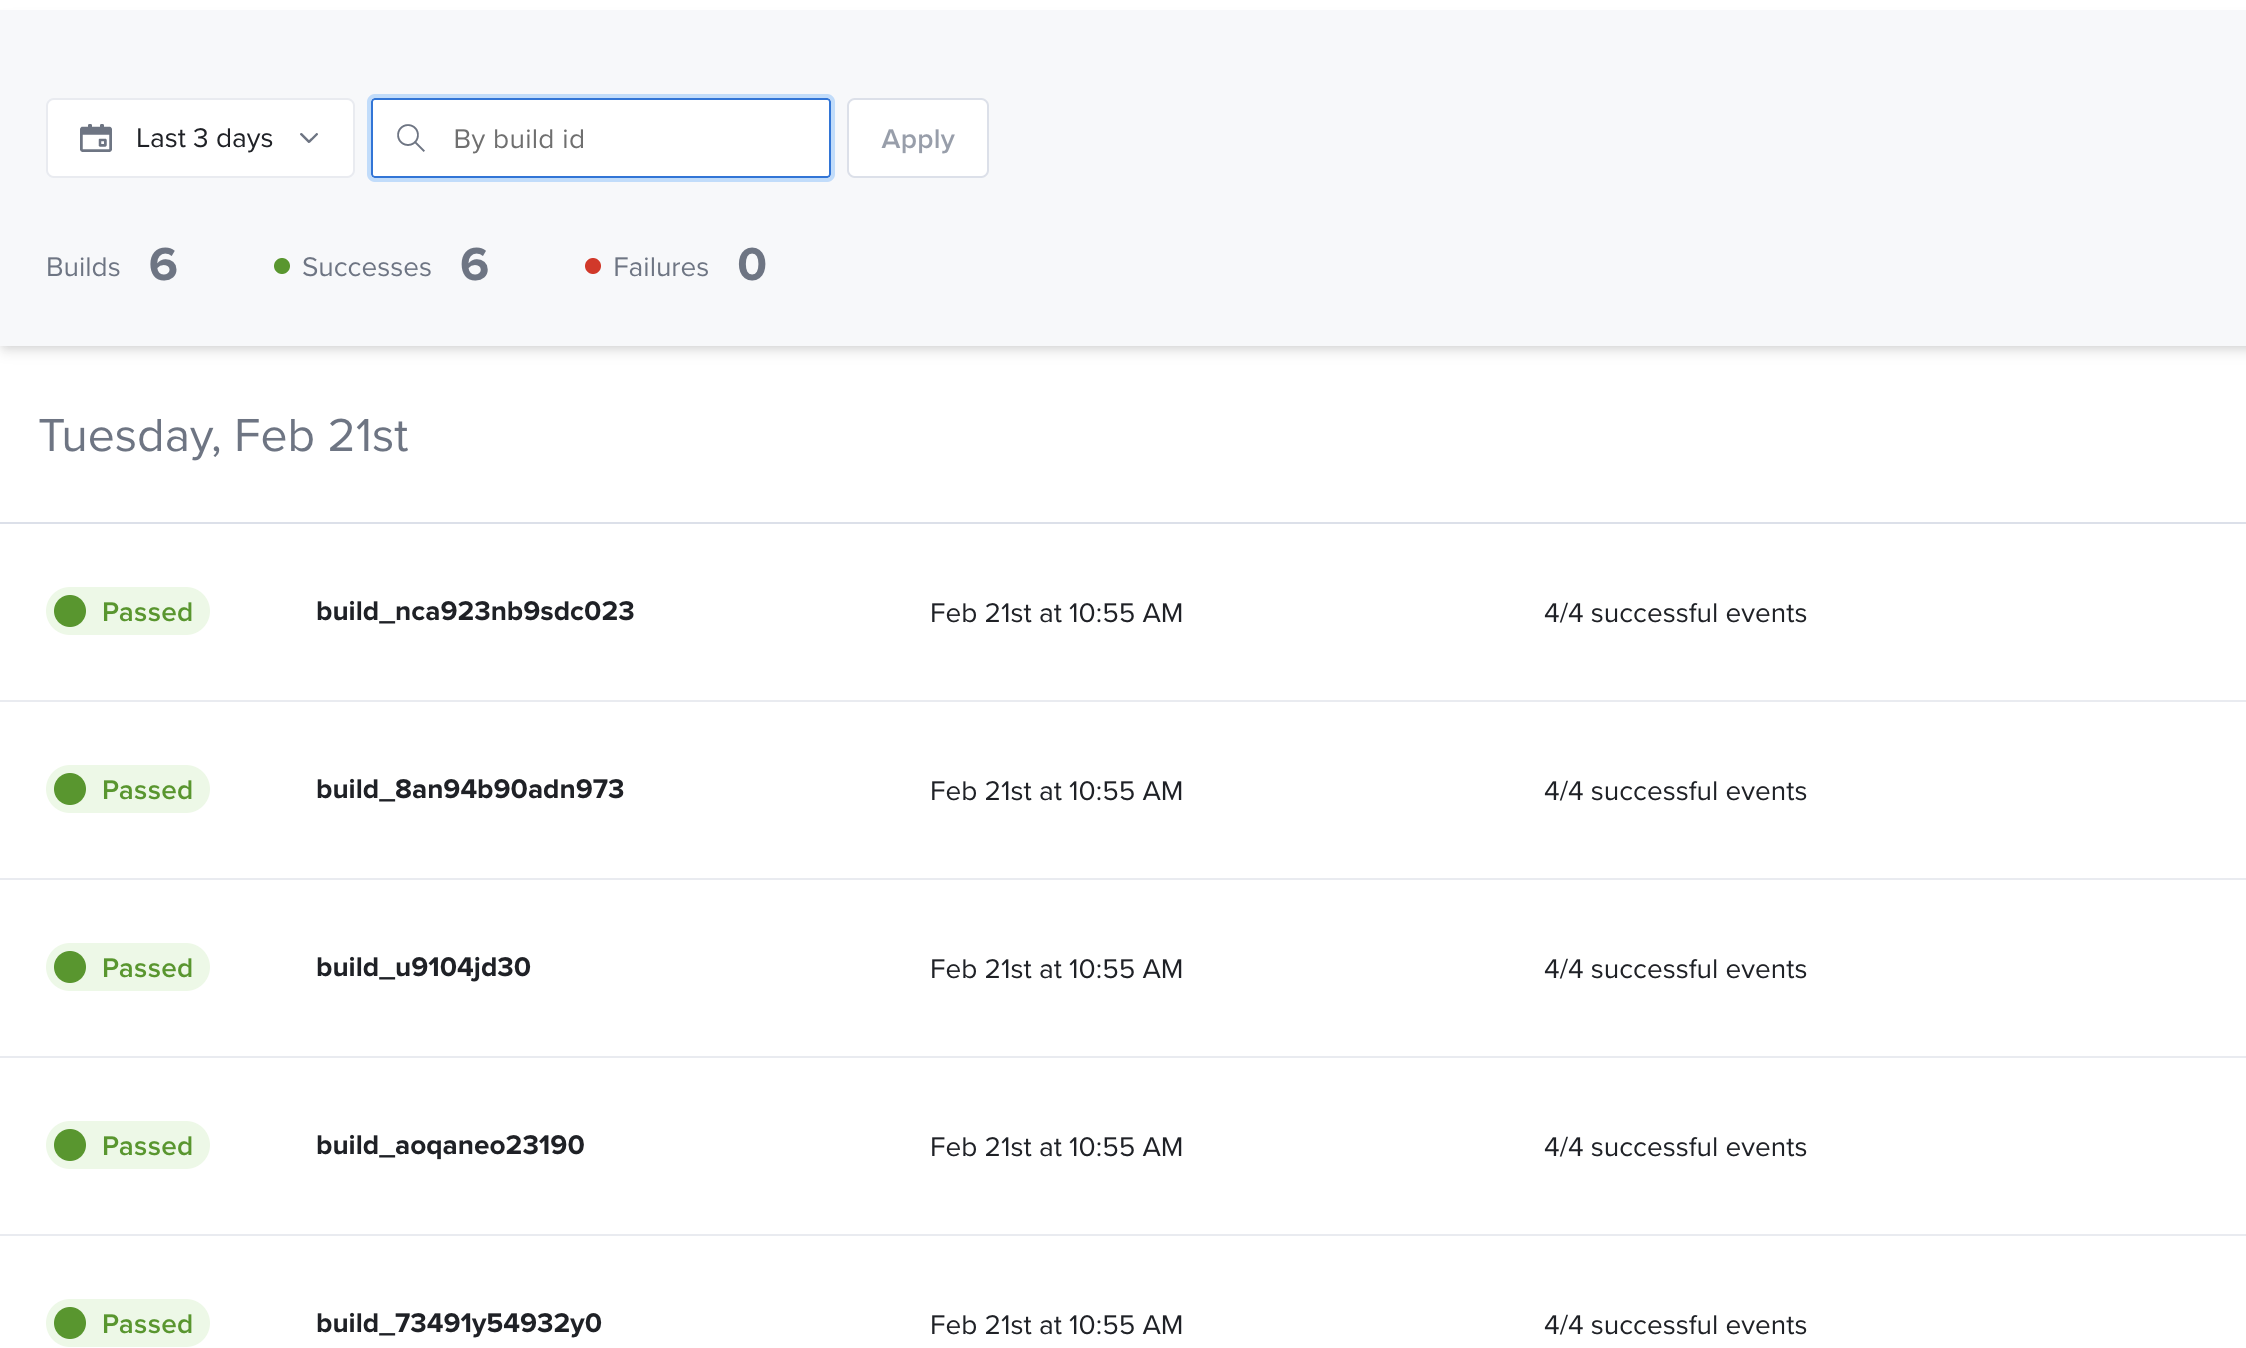 Last 3 days By build id Apply
Builds 6 Successes 6 Failures 0
Tuesday, Feb 21st
Passed build_nca923nb9sdc023 Feb 21st at 10:55 AM 4/4 successful events
Passed build_8an94b90adn973 Feb 21st at 10:55 AM 4/4 successful events
Passed build_u9104jd30 Feb 21st at 10:55 AM 4/4 successful events
Passed build_aoqaneo23190 Feb 21st at 10:55 AM 4/4 successful events
Passed build_73491y54932y0 Feb 21st at 10:55 AM 4/4 successful events